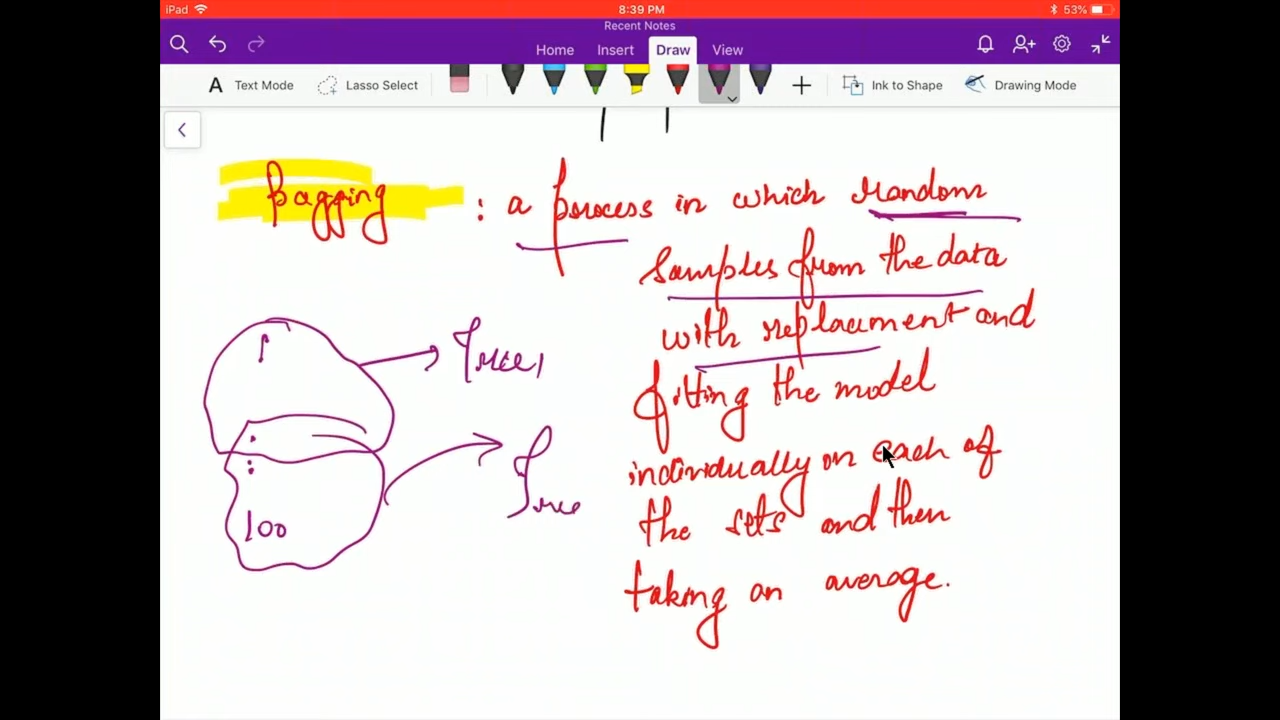 iPad 8:39 PM 53%
Recent Notes
Home Insert Draw View
A Text Mode Lasso Select Ink to Shape Drawing Mode
Bagging : a process in which random
samples from the data
with replacment and
fitting the model
individually on each of
the sets and then
taking an average.
1
Tree1
:
:
100
Tree